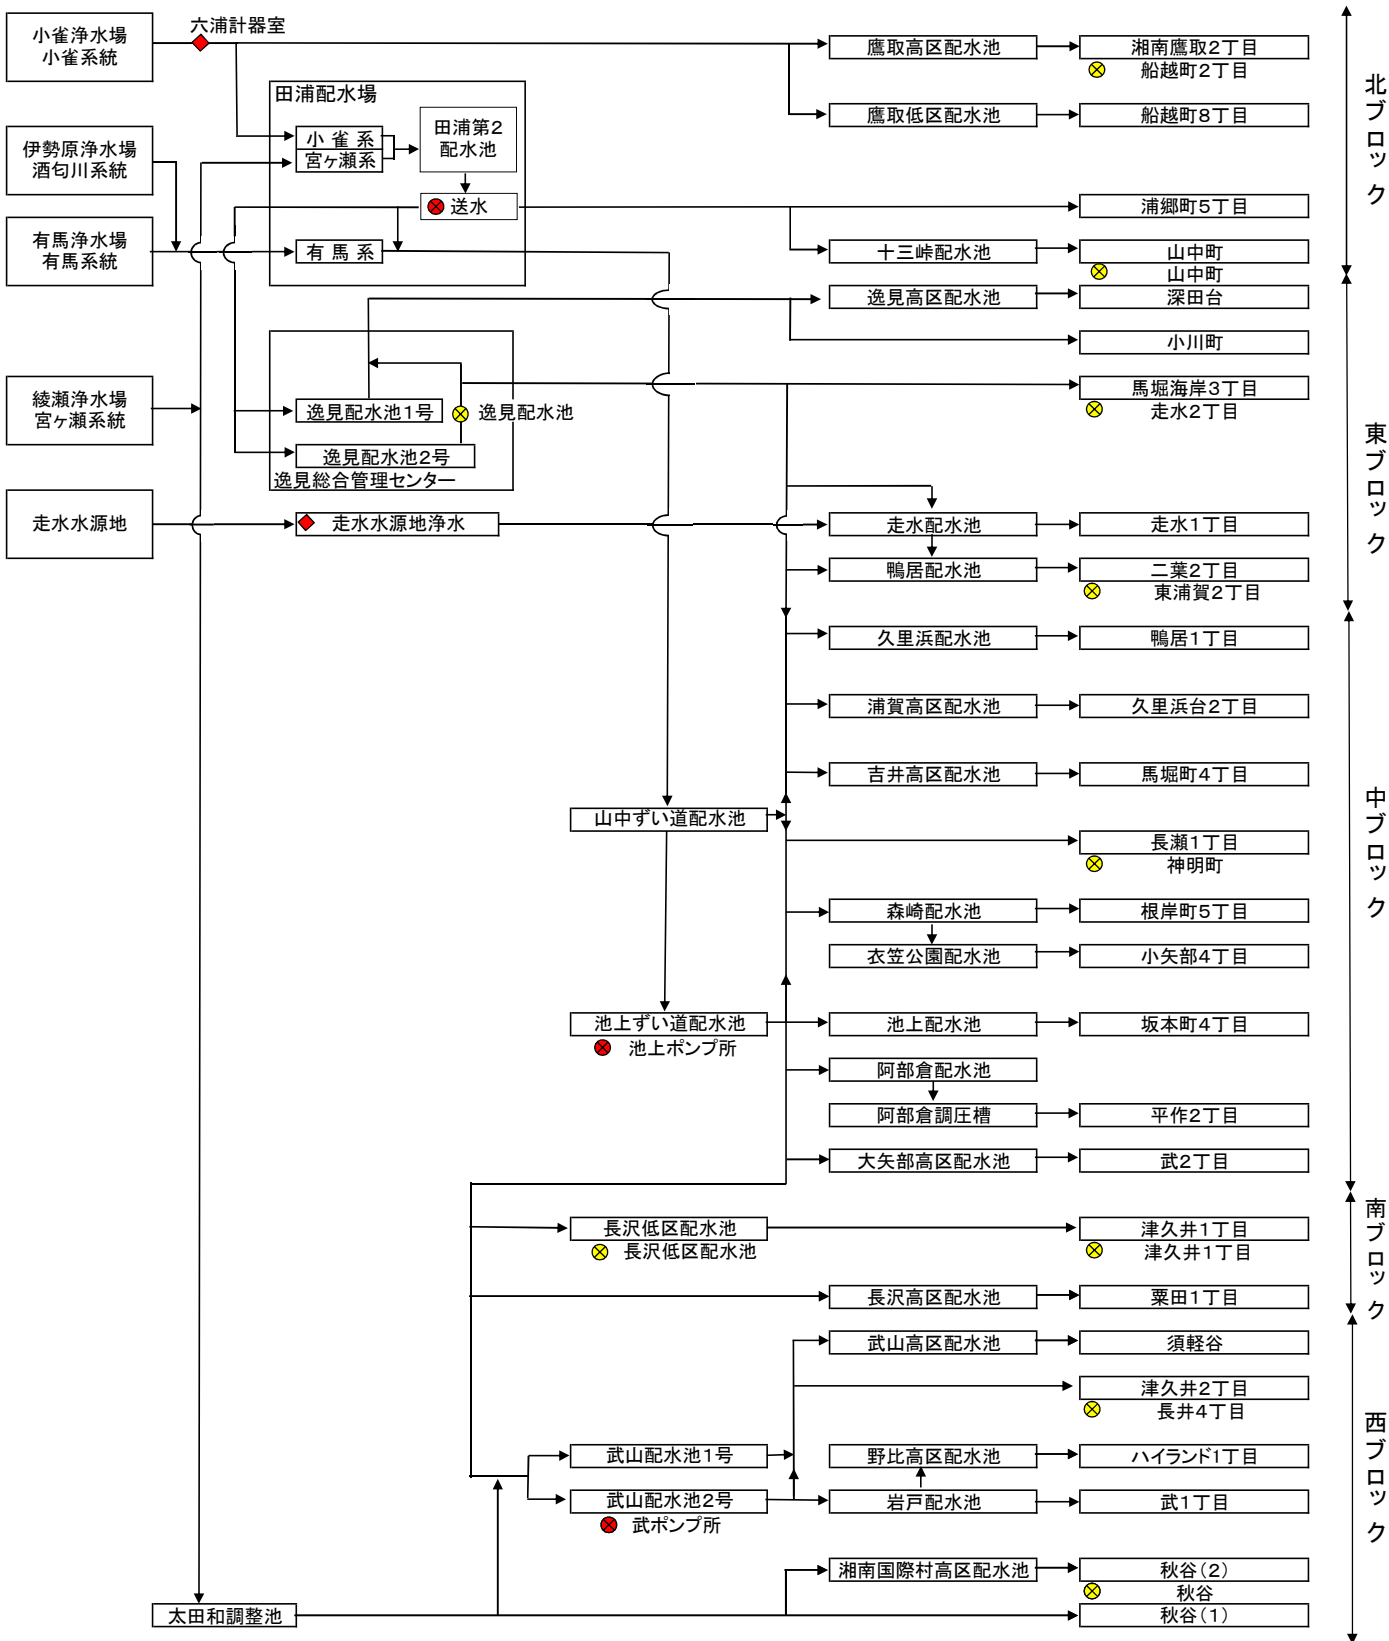 小雀浄水場
小雀系統
六浦計器室
鷹取高区配水池
湘南鷹取2丁目
船越町2丁目
田浦配水場
小雀系
宮ヶ瀬系
田浦第2
配水池
鷹取低区配水池
船越町8丁目
伊勢原浄水場
酒匂川系統
送水
浦郷町5丁目
有馬浄水場
有馬系統
有馬系
十三峠配水池
山中町
山中町
逸見高区配水池
深田台
小川町
綾瀬浄水場
宮ヶ瀬系統
馬堀海岸3丁目
走水2丁目
逸見配水池1号
逸見配水池
逸見配水池2号
逸見総合管理センター
走水水源地
走水水源地浄水
走水配水池
走水1丁目
鴨居配水池
二葉2丁目
東浦賀2丁目
久里浜配水池
鴨居1丁目
浦賀高区配水池
久里浜台2丁目
吉井高区配水池
馬堀町4丁目
山中ずい道配水池
長瀬1丁目
神明町
森崎配水池
根岸町5丁目
衣笠公園配水池
小矢部4丁目
池上ずい道配水池
池上ポンプ所
池上配水池
坂本町4丁目
阿部倉配水池
阿部倉調圧槽
平作2丁目
大矢部高区配水池
武2丁目
長沢低区配水池
長沢低区配水池
津久井1丁目
津久井1丁目
長沢高区配水池
粟田1丁目
武山高区配水池
須軽谷
津久井2丁目
長井4丁目
武山配水池1号
野比高区配水池
ハイランド1丁目
武山配水池2号
武ポンプ所
岩戸配水池
武1丁目
湘南国際村高区配水池
秋谷(2)
秋谷
太田和調整池
秋谷(1)
北ブロック
東ブロック
中ブロック
南ブロック
西ブロック